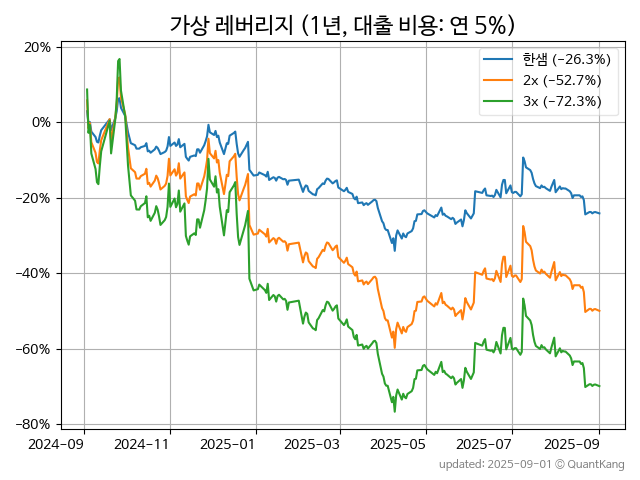 가상 레버리지 (1년, 대출 비용: 연 5%)
한샘 (-26.3%)
2x (-52.7%)
3x (-72.3%)
20%
0%
-20%
-40%
-60%
-80%
2024-09 2024-11 2025-01 2025-03 2025-05 2025-07 2025-09
updated: 2025-09-01 © QuantKang